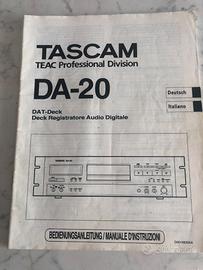 TASCAM
TEAC Professional Division
DA-20
Deutsch
Italiano
DAT-Deck
Deck Registratore Audio Digitale
BEDIENUNGSANLEITUNG / MANUALE D'ISTRUZIONI